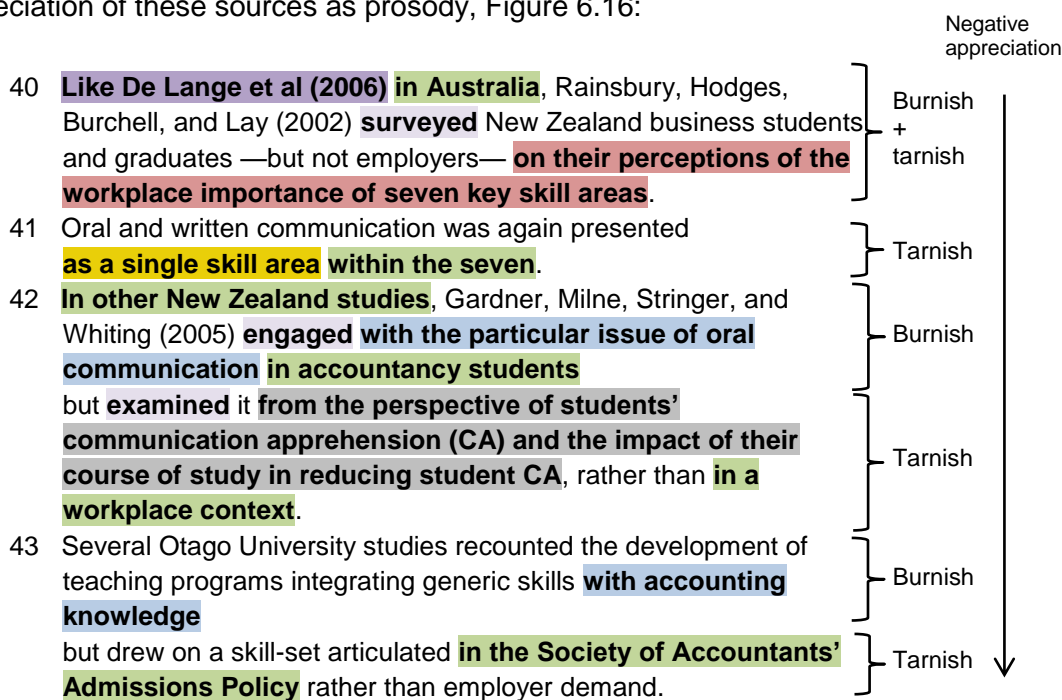 eciation of these sources as prosody, Figure 6.16:
Negative
appreciation
40 Like De Lange et al (2006) in Australia, Rainsbury, Hodges,
Burchell, and Lay (2002) surveyed New Zealand business students
and graduates —but not employers— on their perceptions of the
workplace importance of seven key skill areas.
Burnish
+
tarnish
41 Oral and written communication was again presented
as a single skill area within the seven.
Tarnish
42 In other New Zealand studies, Gardner, Milne, Stringer, and
Whiting (2005) engaged with the particular issue of oral
communication in accountancy students
Burnish
but examined it from the perspective of students’
communication apprehension (CA) and the impact of their
course of study in reducing student CA, rather than in a
workplace context.
Tarnish
43 Several Otago University studies recounted the development of
teaching programs integrating generic skills with accounting
knowledge
Burnish
but drew on a skill-set articulated in the Society of Accountants’
Admissions Policy rather than employer demand.
Tarnish